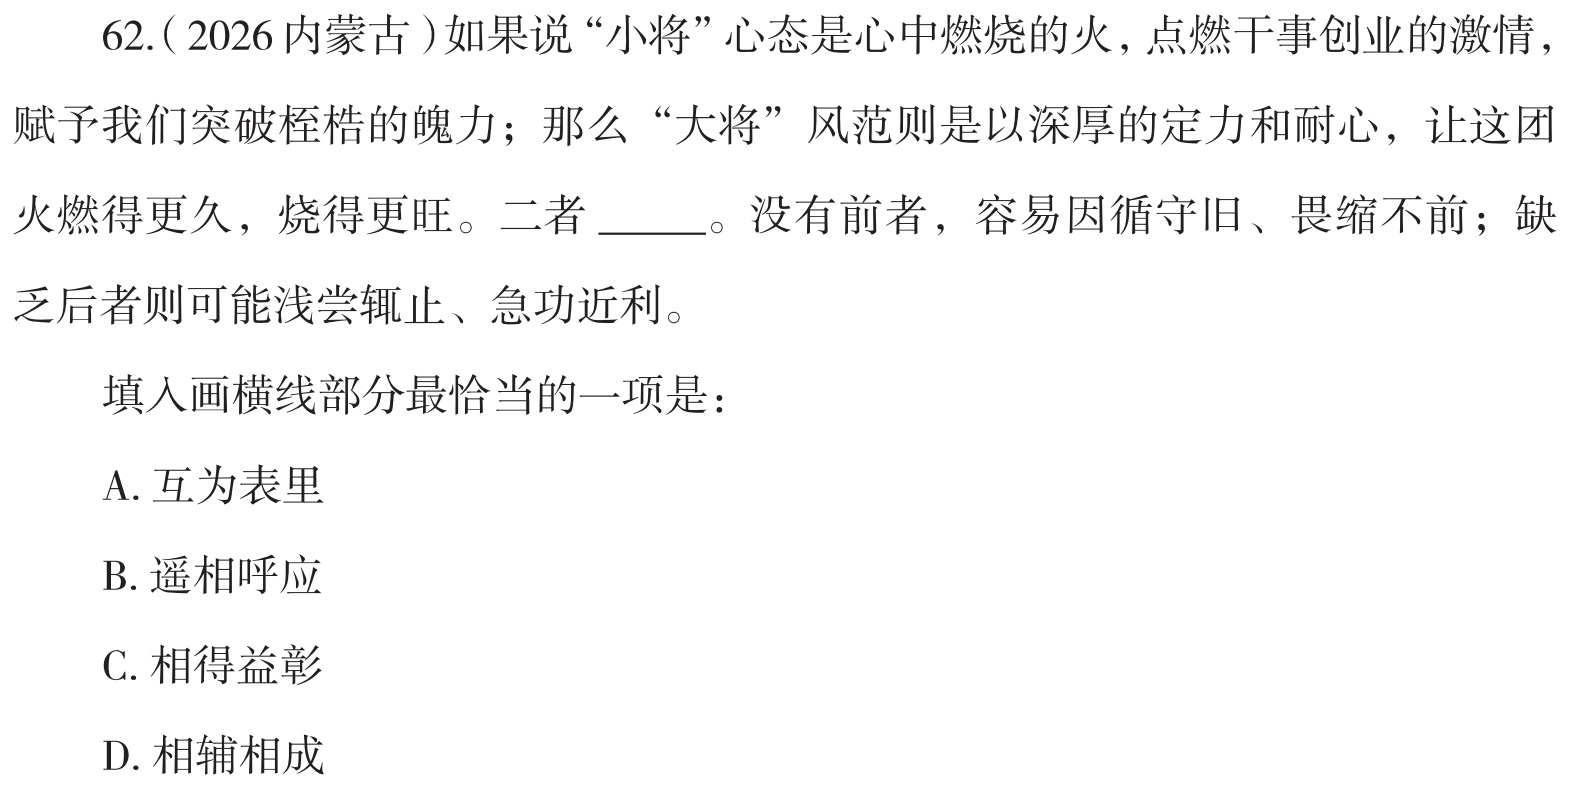 62.（2026内蒙古）如果说“小将”心态是心中燃烧的火，点燃干事创业的激情，
赋予我们突破桎梏的魄力；那么“大将”风范则是以深厚的定力和耐心，让这团
火燃得更久，烧得更旺。二者 _____。没有前者，容易因循守旧、畏缩不前；缺
乏后者则可能浅尝辄止、急功近利。
填入画横线部分最恰当的一项是：
A. 互为表里
B. 遥相呼应
C. 相得益彰
D. 相辅相成